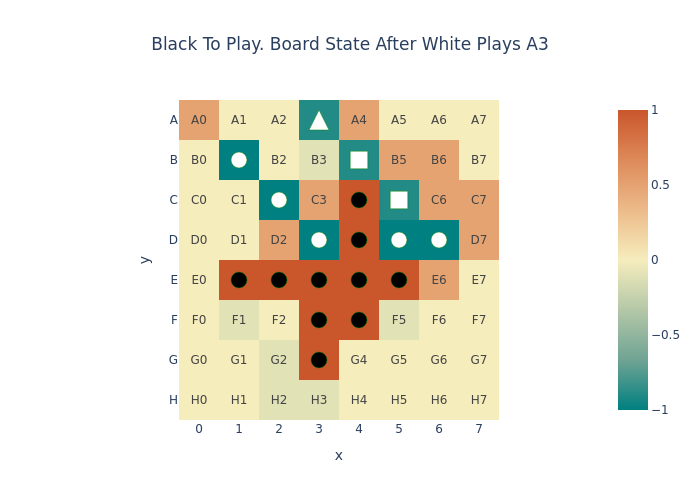 Black To Play. Board State After White Plays A3
A A0 A1 A2 A4 A5 A6 A7
B B0 B2 B3 B5 B6 B7
C C0 C1 C3 C6 C7
D D0 D1 D2 D7
E E0 E6 E7
F F0 F1 F2 F5 F6 F7
G G0 G1 G2 G4 G5 G6 G7
H H0 H1 H2 H3 H4 H5 H6 H7
0 1 2 3 4 5 6 7
x
y
1
0.5
0
−0.5
−1